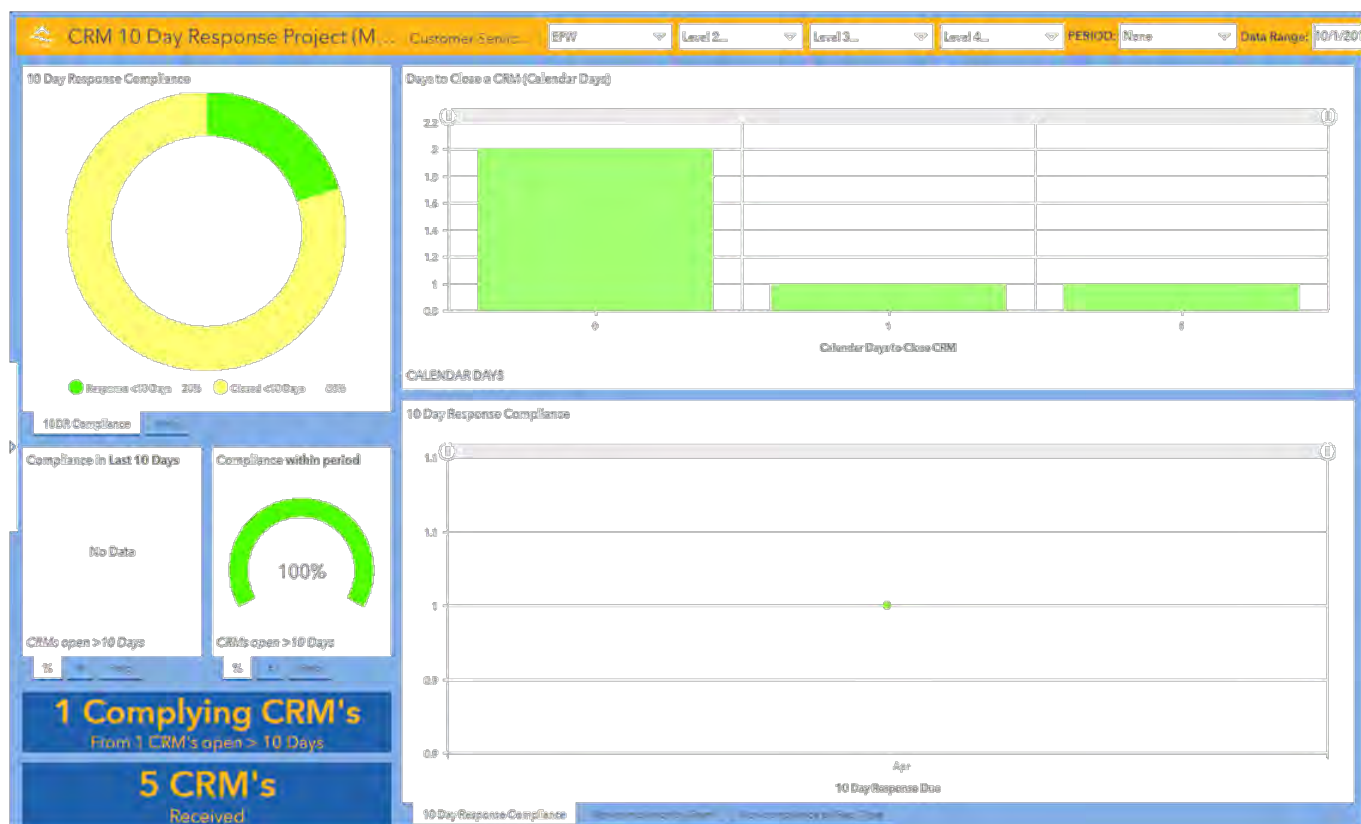 CRM 10 Day Response Project (M... Customer Servic... EPW Level 2... Level 3... Level 4... PERIOD: None Data Range: 10/1/201
10 Day Response Compliance
Response <10 Days 20% Closed <10 Days
10DR Compliance
Compliance in Last 10 Days
No Data
CRMs open >10 Days
%
Compliance within period
100%
CRMs open >10 Days
%
1 Complying CRM's
From 1 CRM's open > 10 Days
5 CRM's
Received
Days to Close a CRM (Calendar Days)
2.2
2
1.8
1.6
1.4
1.2
1
0.8
0 1
Calendar Days to Close CRM
CALENDAR DAYS
10 Day Response Compliance
1.1
1
0.9
Apr
10 Day Response Due
10 Day Response Compliance